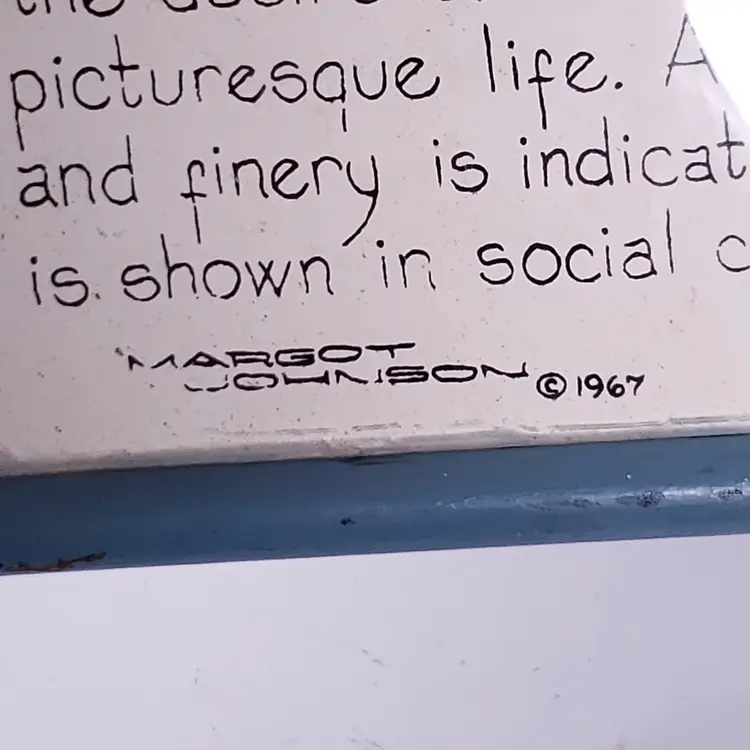 picturesque life. A
and finery is indicat
is shown in social c
MARGOT
JOHNSON © 1967